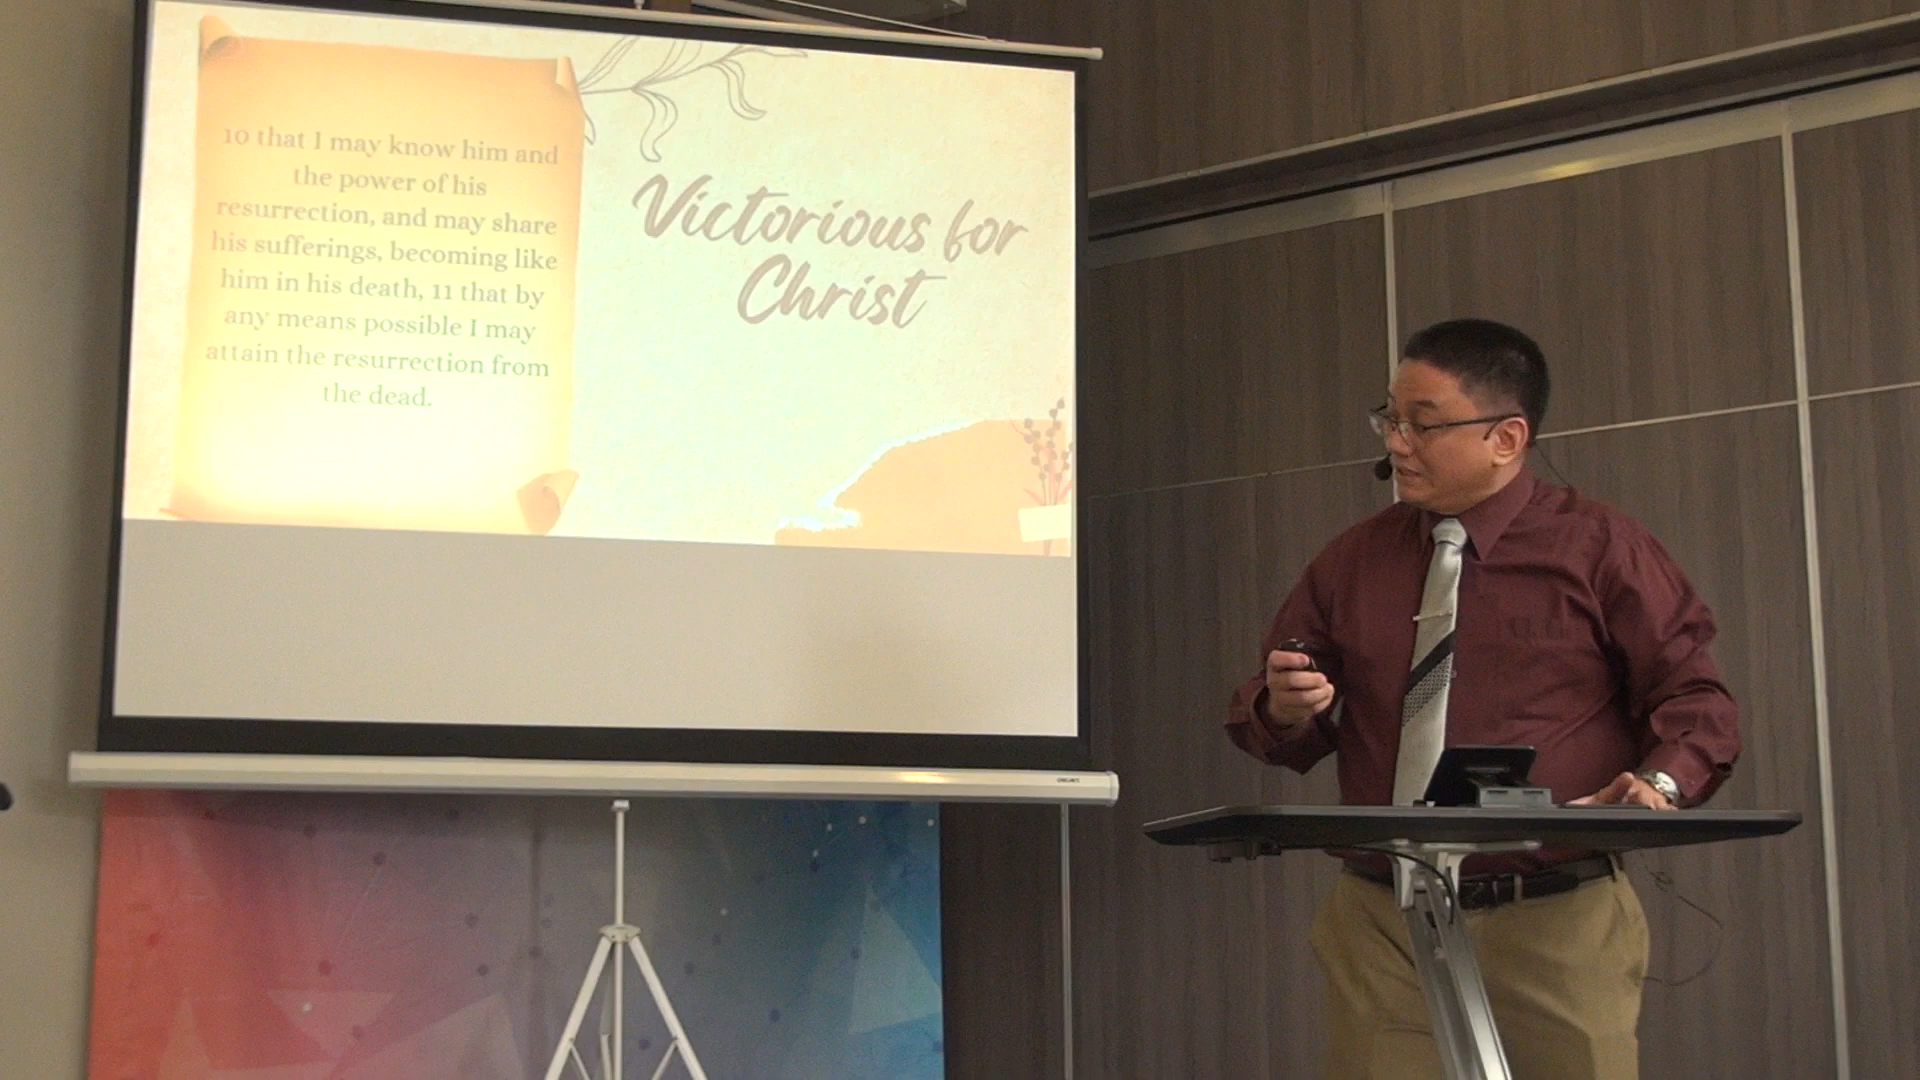 10 that I may know him and
the power of his
resurrection, and may share
his sufferings, becoming like
him in his death, 11 that by
any means possible I may
attain the resurrection from
the dead.
Victorious for
Christ